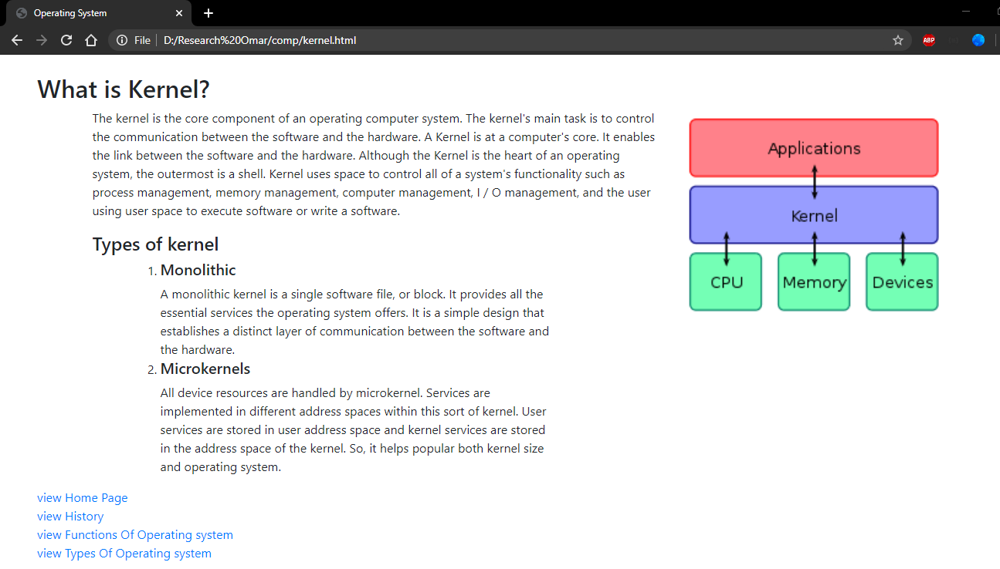 Operating System
File
D:/Research%20Omar/comp/kernel.html
ABP
What is Kernel?
The kernel is the core component of an operating computer system. The kernel's main task is to control
the communication between the software and the hardware. A Kernel is at a computer's core. It enables
the link between the software and the hardware. Although the Kernel is the heart of an operating
system, the outermost is a shell. Kernel uses space to control all of a system's functionality such as
process management, memory management, computer management, I / O management, and the user
using user space to execute software or write a software.
Types of kernel
1. Monolithic
A monolithic kernel is a single software file, or block. It provides all the
essential services the operating system offers. It is a simple design that
establishes a distinct layer of communication between the software and
the hardware.
2. Microkernels
All device resources are handled by microkernel. Services are
implemented in different address spaces within this sort of kernel. User
services are stored in user address space and kernel services are stored
in the address space of the kernel. So, it helps popular both kernel size
and operating system.
Applications
Kernel
CPU
Memory
Devices
view Home Page
view History
view Functions Of Operating system
view Types Of Operating system